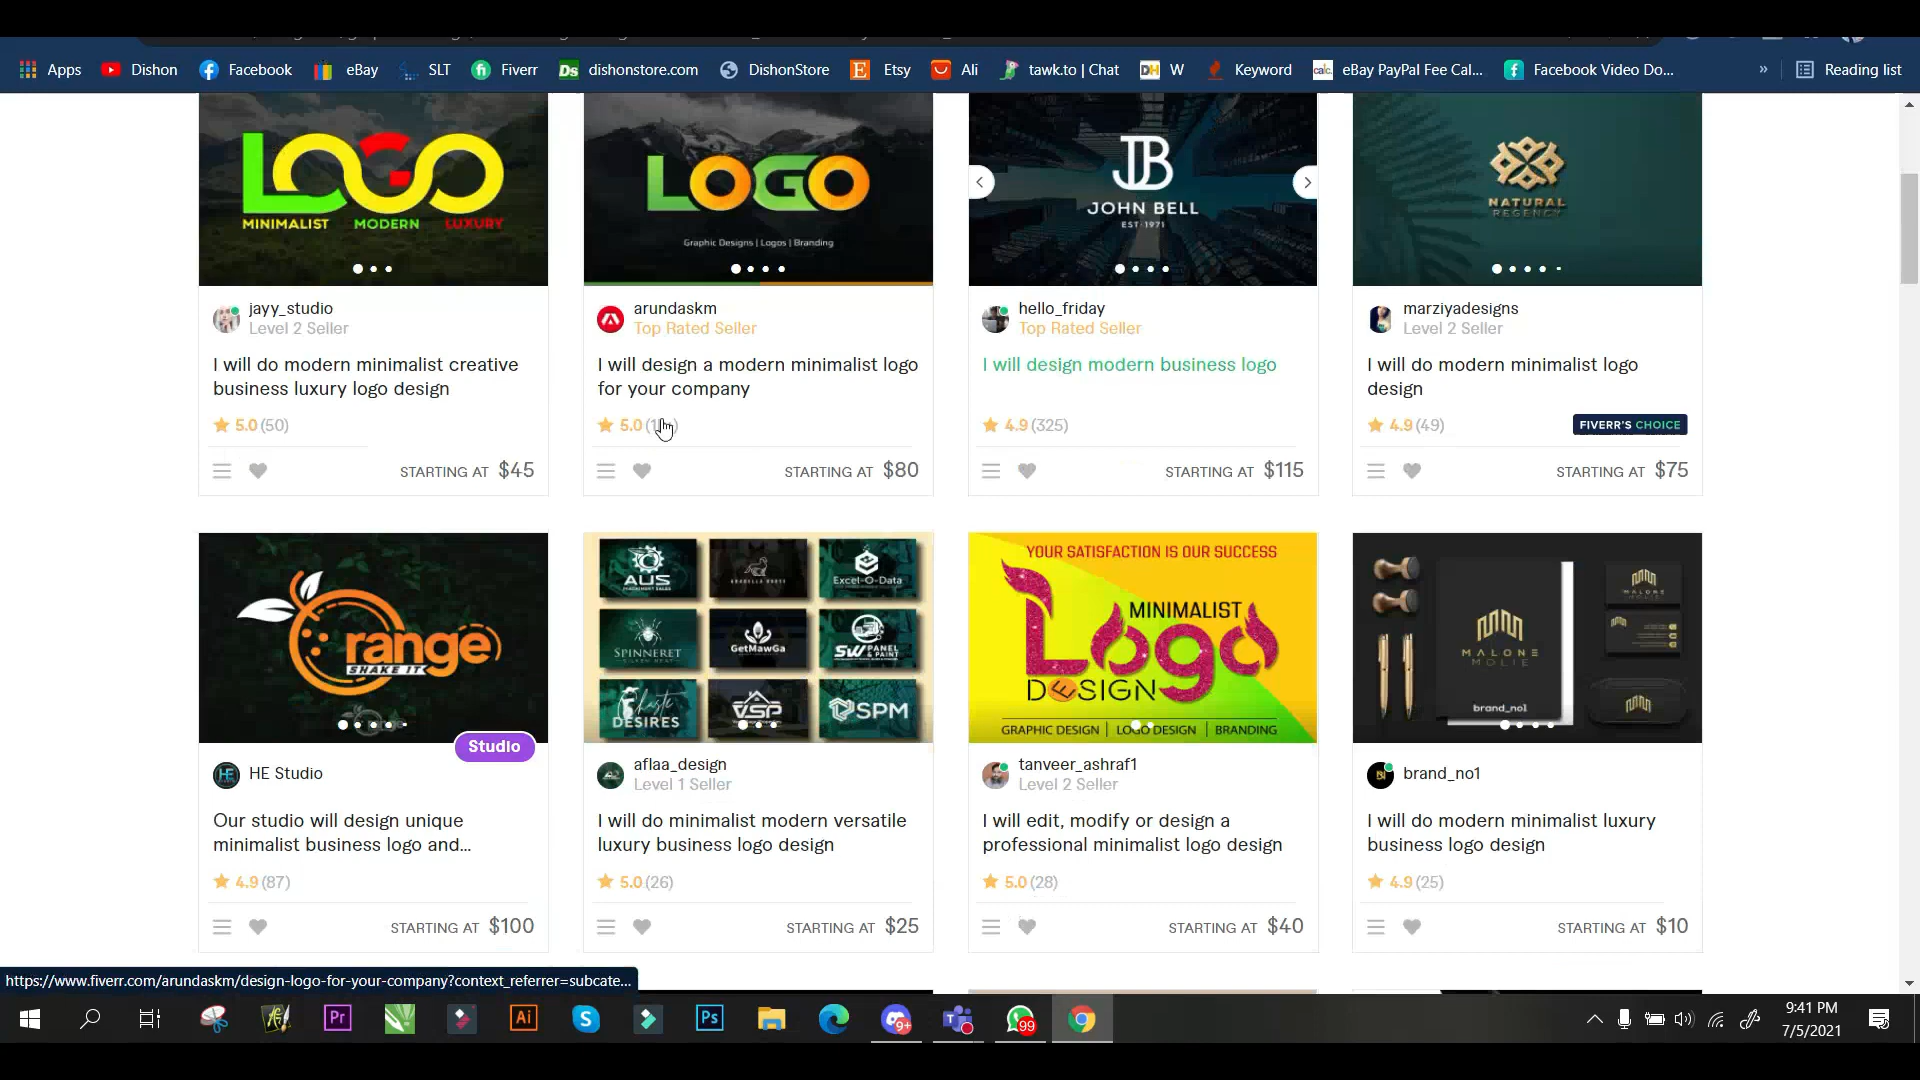 Apps Dishon Facebook eBay SLT Fiverr dishonstore.com DishonStore Etsy Ali tawk.to | Chat W Keyword eBay PayPal Fee Cal... Facebook Video Do... » Reading list
LOGO
MINIMALIST MODERN LUXURY
LOGO
Graphic Designs | Logos | Branding
JB
JOHN BELL
EST-1971
NATURAL
REGENCY
jayy_studio
Level 2 Seller
I will do modern minimalist creative
business luxury logo design
5.0 (50)
STARTING AT $45
arundaskm
Top Rated Seller
I will design a modern minimalist logo
for your company
5.0
STARTING AT $80
hello_friday
Top Rated Seller
I will design modern business logo
4.9 (325)
STARTING AT $115
marziyadesigns
Level 2 Seller
I will do modern minimalist logo
design
4.9 (49)
FIVERR'S CHOICE
STARTING AT $75
range
SHAKE IT
Studio
HE Studio
Our studio will design unique
minimalist business logo and...
4.9 (87)
STARTING AT $100
AUS
Excel-O-Data
SPINNERET
GetMawGa
SW PANEL
& PAINT
DESIRES
VSP
SPM
aflaa_design
Level 1 Seller
I will do minimalist modern versatile
luxury business logo design
5.0 (26)
STARTING AT $25
YOUR SATISFACTION IS OUR SUCCESS
MINIMALIST
Logo
DESIGN
GRAPHIC DESIGN | LOGO DESIGN | BRANDING
tanveer_ashraf1
Level 2 Seller
I will edit, modify or design a
professional minimalist logo design
5.0 (28)
STARTING AT $40
MALONE
MOLIE
MALONE
MOLIE
brand_no1
brand_no1
I will do modern minimalist luxury
business logo design
4.9 (25)
STARTING AT $10
https://www.fiverr.com/arundaskm/design-logo-for-your-company?context_referrer=subcate...
Pr Ai S Ps 9+ 99
9:41 PM
7/5/2021